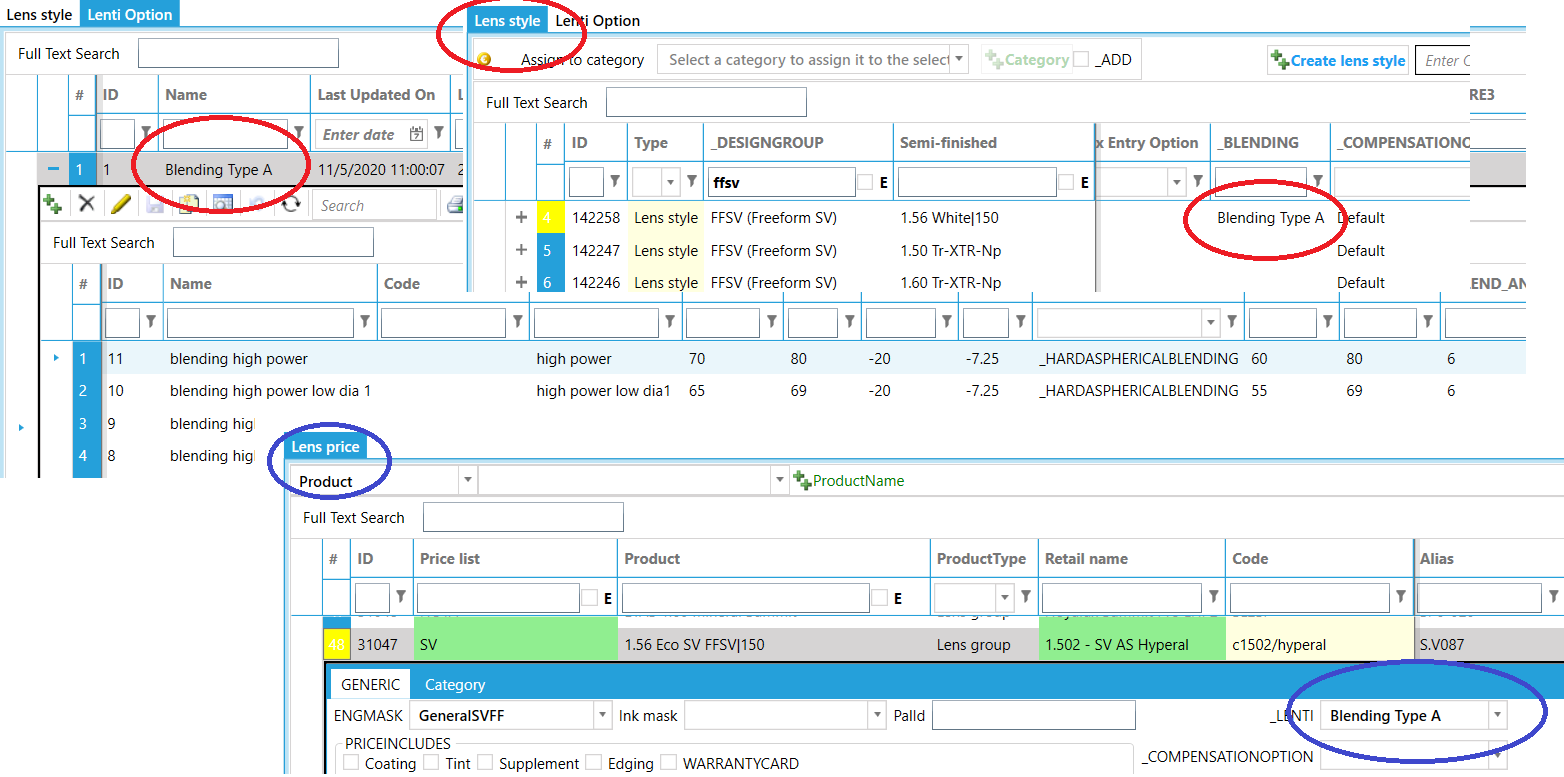 Lens style Lenti Option
Full Text Search
# ID Name Last Updated On
Enter date
1 1 Blending Type A 11/5/2020 11:00:07 2
Search
Full Text Search
# ID Name Code
Lens style Lenti Option
Assign to category Select a category to assign it to the select Category _ADD Create lens style Enter
Full Text Search RE3
# ID Type _DESIGNGROUP Semi-finished x Entry Option _BLENDING _COMPENSATIONO
ffsv E E
4 142258 Lens style FFSV (Freeform SV) 1.56 White|150 Blending Type A Default
5 142247 Lens style FFSV (Freeform SV) 1.50 Tr-XTR-Np Default
6 142246 Lens style FFSV (Freeform SV) 1.60 Tr-XTR-Np Default
LEND_AN
1 11 blending high power high power 70 80 -20 -7.25 _HARDASPHERICALBLENDING 60 80 6
2 10 blending high power low dia 1 high power low dia1 65 69 -20 -7.25 _HARDASPHERICALBLENDING 55 69 6
3 9 blending hig
4 8 blending hig
Lens price
Product ProductName
Full Text Search
# ID Price list Product ProductType Retail name Code Alias
E E
48 31047 SV 1.56 Eco SV FFSV|150 Lens group 1.502 - SV AS Hyperal c1502/hyperal S.V087
GENERIC Category
ENGMASK GeneralSVFF Ink mask PalId _LENTI Blending Type A
PRICEINCLUDES _COMPENSATIONOPTION
Coating Tint Supplement Edging WARRANTYCARD